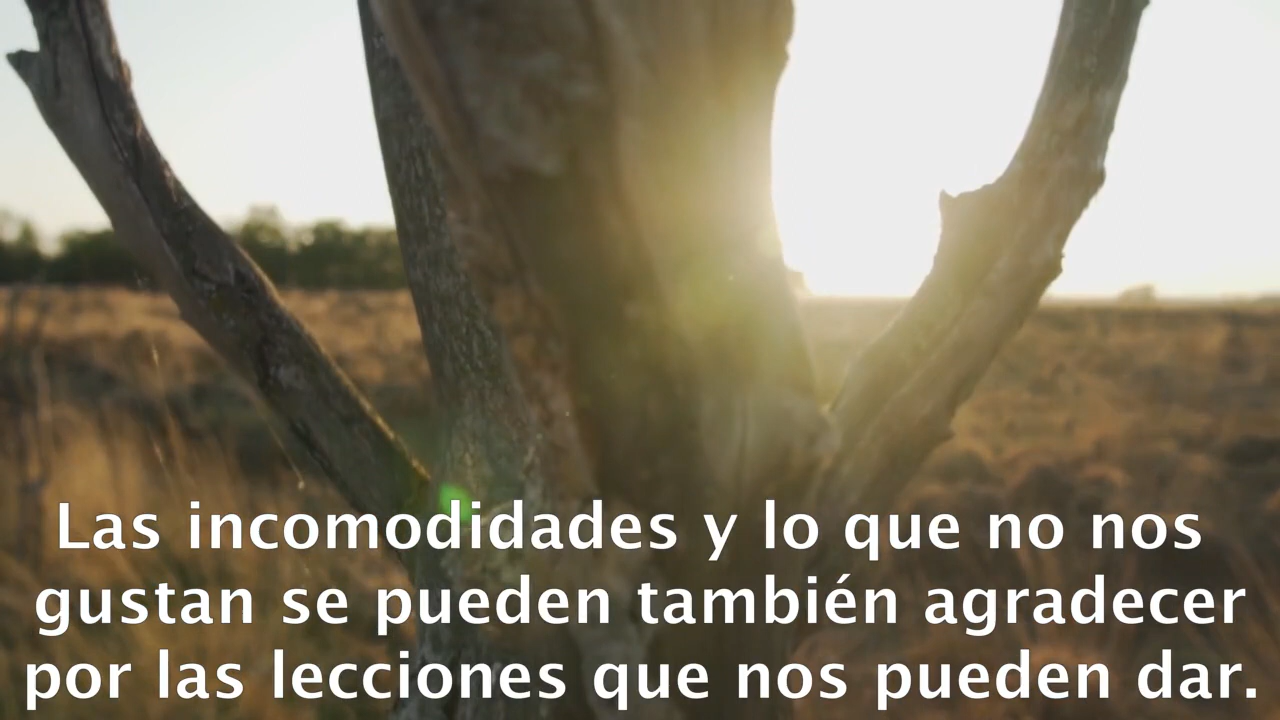 Las incomodidades y lo que no nos
gustan se pueden también agradecer
por las lecciones que nos pueden dar.